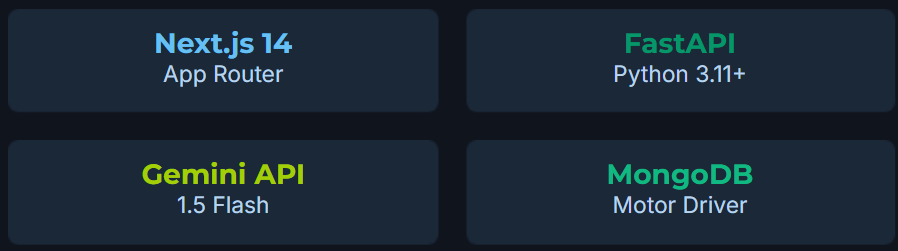 Next.js 14
App Router
FastAPI
Python 3.11+
Gemini API
1.5 Flash
MongoDB
Motor Driver